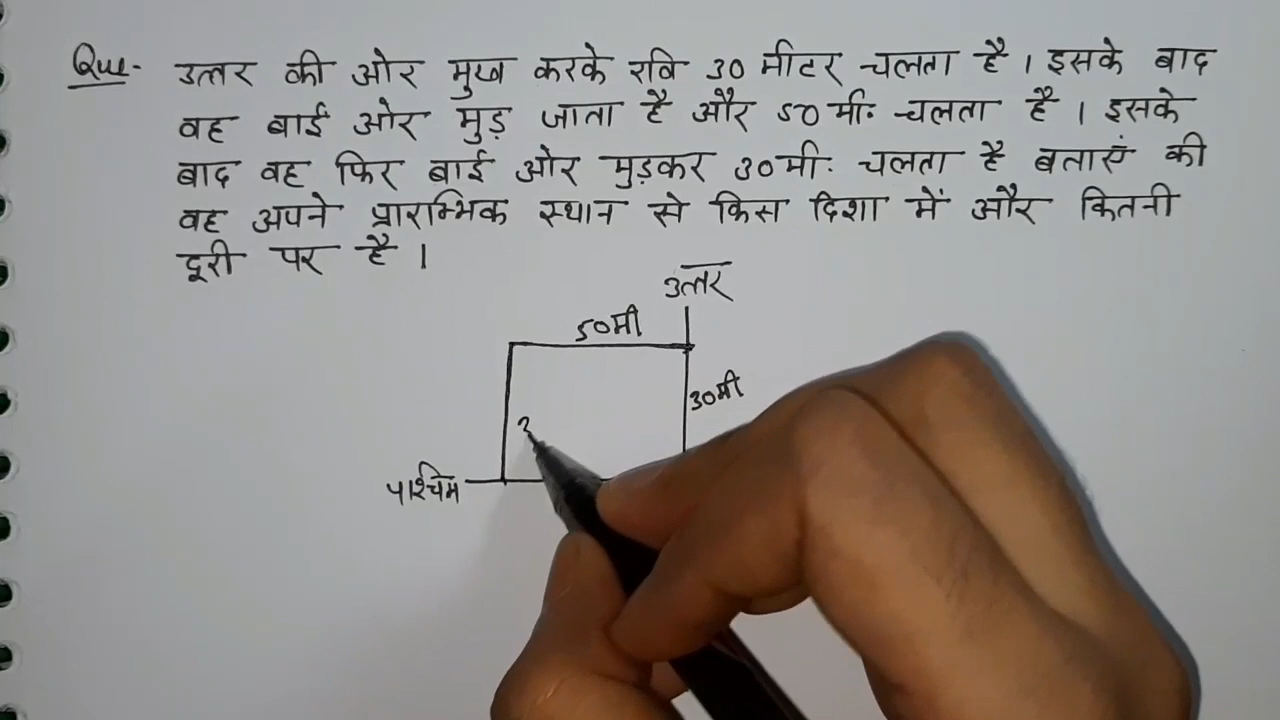 Que- उत्तर की ओर मुख करके रवि 30 मीटर चलता है। इसके बाद
वह बाईं ओर मुड़ जाता है और 50 मी. चलता है। इसके
बाद वह फिर बाईं ओर मुड़कर 30 मी. चलता है बताएं की
वह अपने प्रारम्भिक स्थान से किस दिशा में और कितनी
दूरी पर है।
उत्तर
50मी
30मी
3
पश्चिम